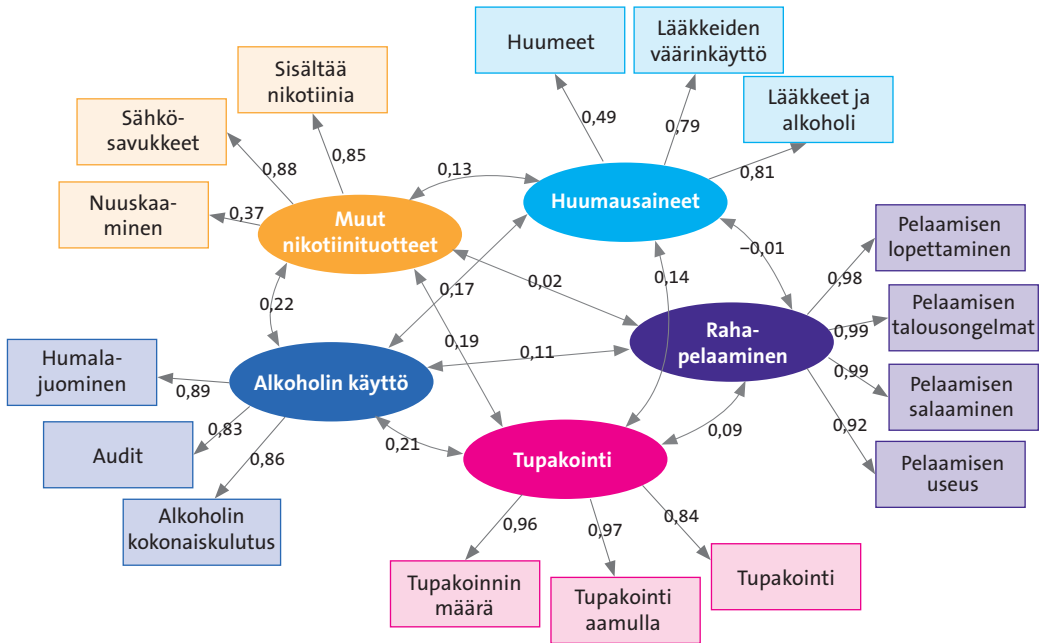 Huumeet
Lääkkeiden
väärinkäyttö
Sisältää
nikotiinia
Lääkkeet ja
alkoholi
Sähkö-
savukkeet
Nuuskaa-
minen
0,49
0,79
0,81
0,85
0,88
0,37
0,13
Huumausaineet
Muut
nikotiinituotteet
Pelaamisen
lopettaminen
−0,01
0,98
0,14
0,02
0,17
0,22
0,19
Pelaamisen
talousongelmat
0,99
Raha-
pelaaminen
0,11
Humala-
juominen
0,89
Alkoholin käyttö
0,99
Pelaamisen
salaaminen
0,92
0,83
Audit
0,86
0,21
0,09
Tupakointi
Pelaamisen
useus
Alkoholin
kokonaiskulutus
0,96
0,97
0,84
Tupakoinnin
määrä
Tupakointi
aamulla
Tupakointi